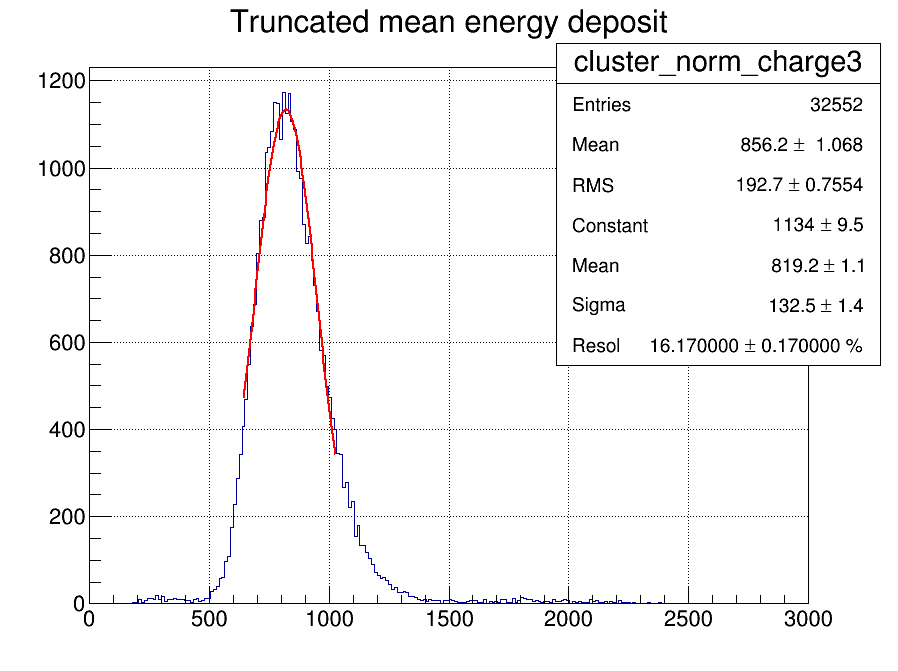 Truncated mean energy deposit
cluster_norm_charge3
Entries 32552
Mean 856.2 ± 1.068
RMS 192.7 ± 0.7554
Constant 1134 ± 9.5
Mean 819.2 ± 1.1
Sigma 132.5 ± 1.4
Resol 16.170000 ± 0.170000 %
1200
1000
800
600
400
200
0
0 500 1000 1500 2000 2500 3000